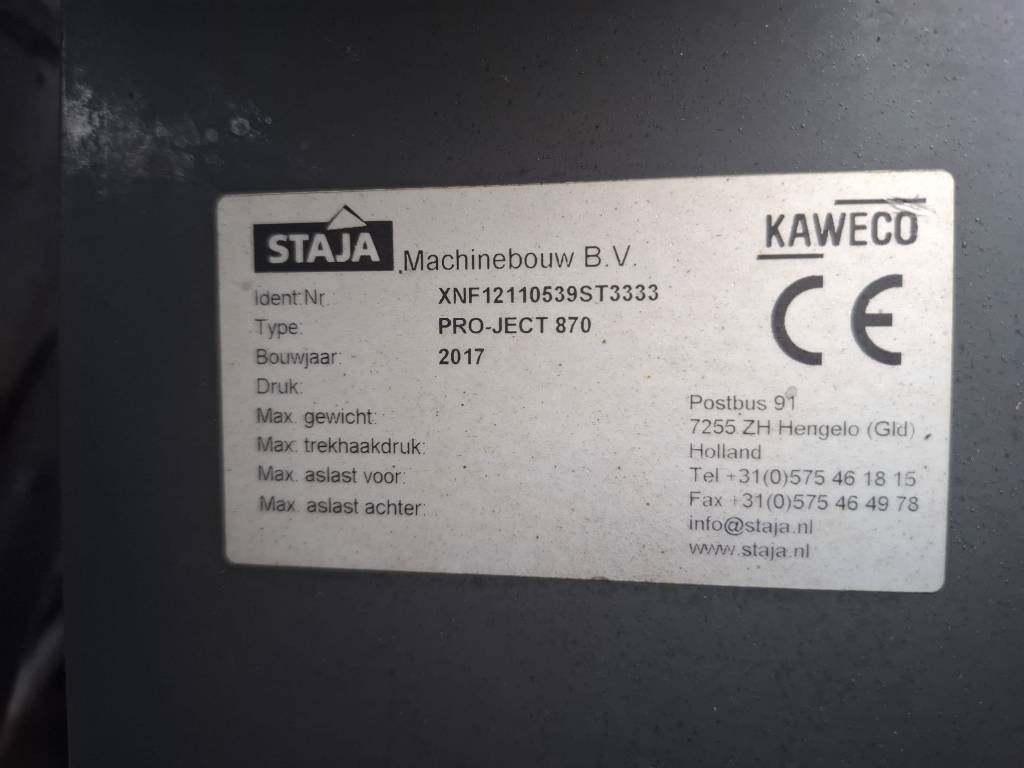 STAJA Machinebouw B.V.
KAWECO
Ident.Nr. XNF12110539ST3333
Type: PRO-JECT 870
Bouwjaar: 2017
CE
Druk:
Max. gewicht:
Max. trekhaakdruk:
Max. aslast voor:
Max. aslast achter:
Postbus 91
7255 ZH Hengelo (Gld)
Holland
Tel +31(0)575 46 18 15
Fax +31(0)575 46 49 78
info@staja.nl
www.staja.nl